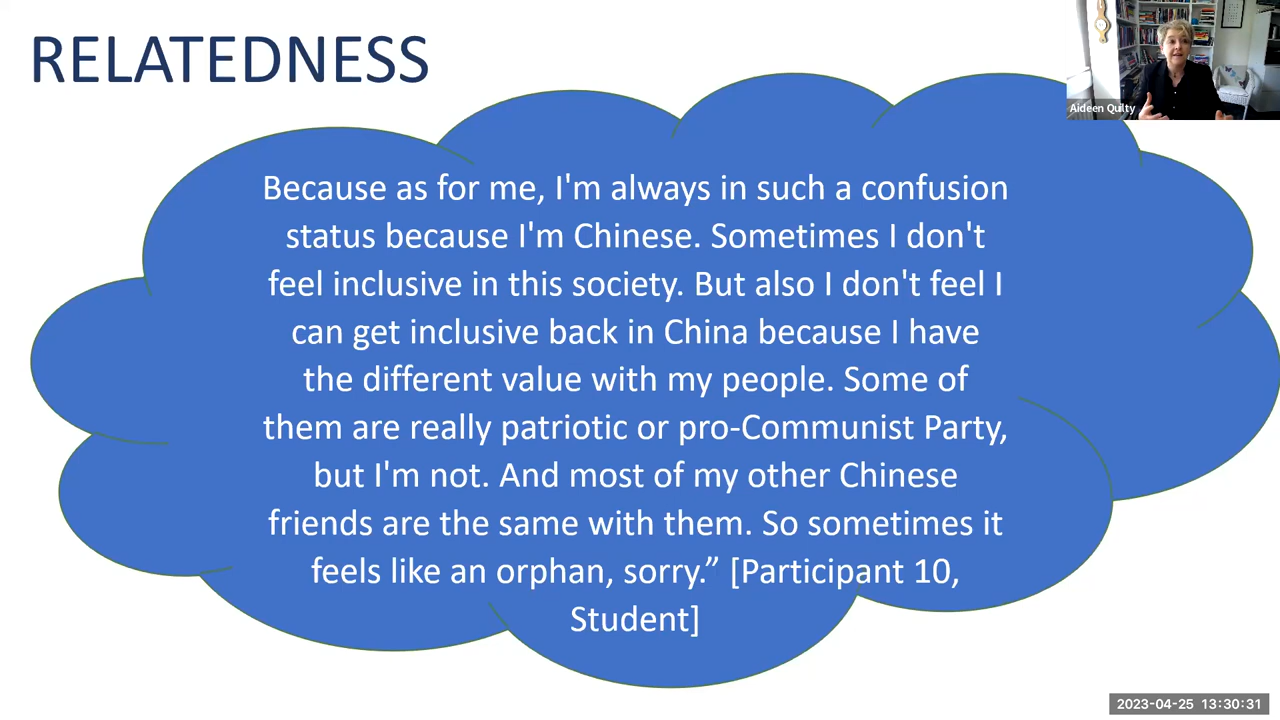 RELATEDNESS
Aideen Quilty
Because as for me, I'm always in such a confusion
status because I'm Chinese. Sometimes I don't
feel inclusive in this society. But also I don't feel I
can get inclusive back in China because I have
the different value with my people. Some of
them are really patriotic or pro-Communist Party,
but I'm not. And most of my other Chinese
friends are the same with them. So sometimes it
feels like an orphan, sorry.” [Participant 10,
Student]
2023-04-25 13:30:31